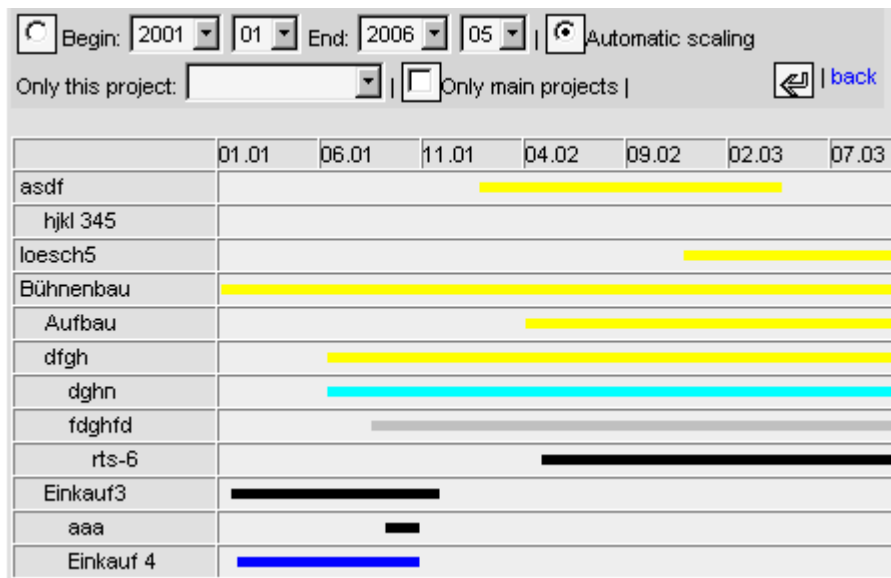 Begin: 2001 01 End: 2006 05 | Automatic scaling
Only this project: | Only main projects | | back
01.01 06.01 11.01 04.02 09.02 02.03 07.03
asdf
hjkl 345
loesch5
Bühnenbau
Aufbau
dfgh
dghn
fdghfd
rts-6
Einkauf3
aaa
Einkauf 4